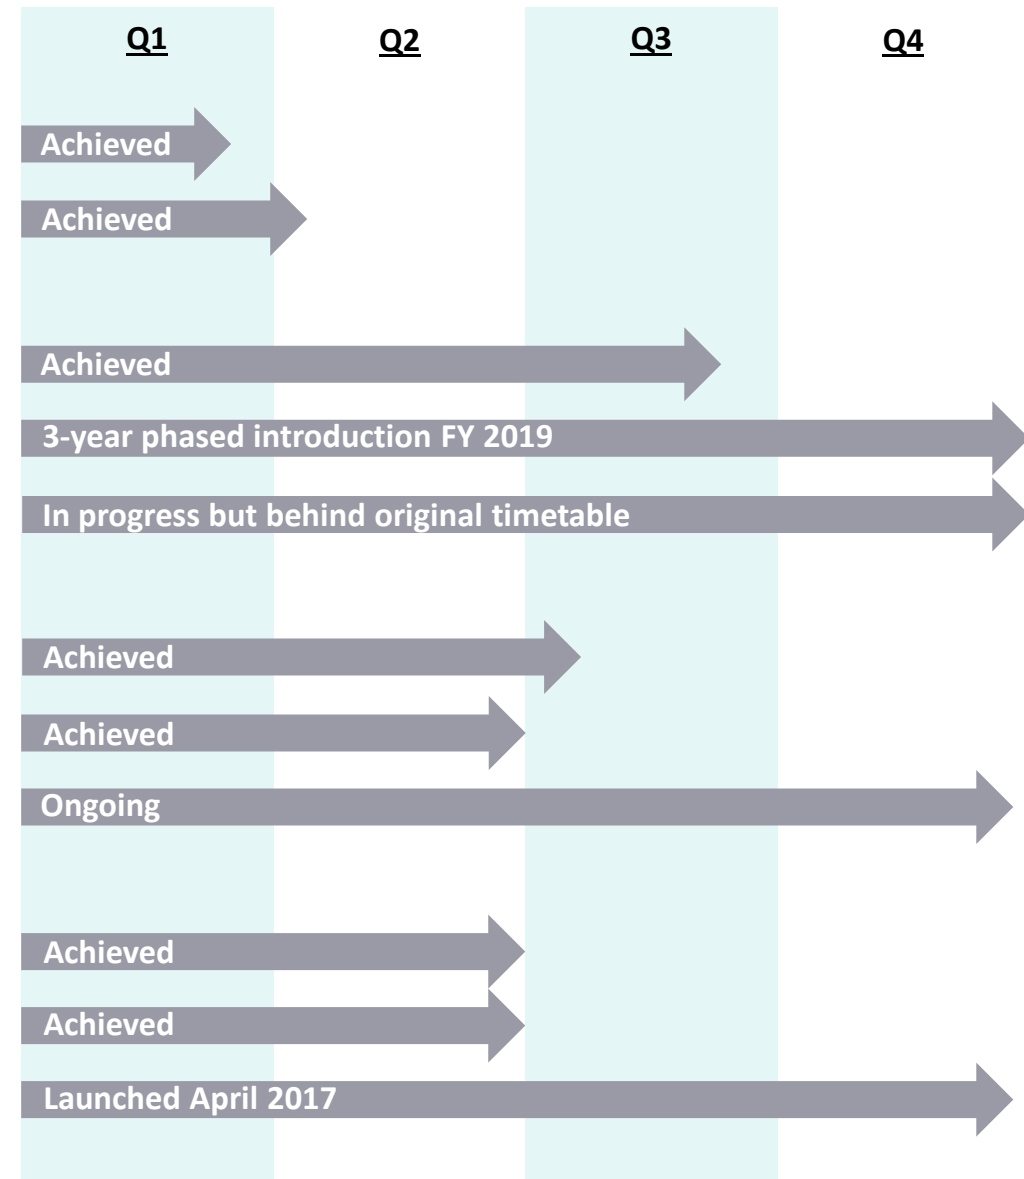 Q1 Q2 Q3 Q4
Achieved
Achieved
Achieved
3-year phased introduction FY 2019
In progress but behind original timetable
Achieved
Achieved
Ongoing
Achieved
Achieved
Launched April 2017